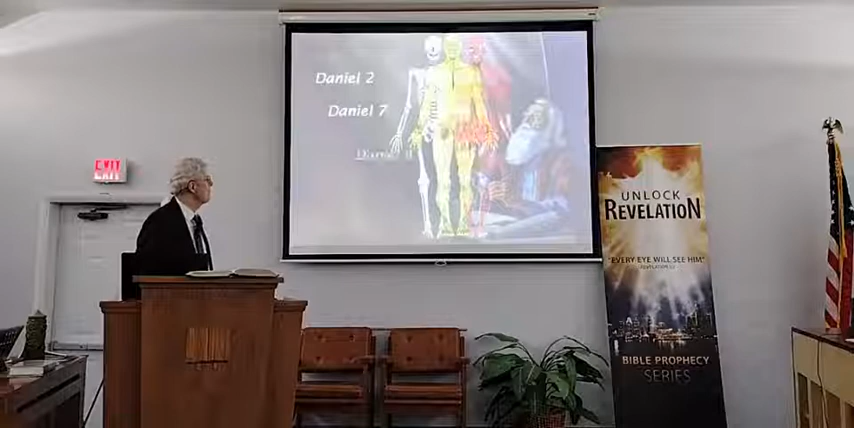 EXIT
Daniel 2
Daniel 7
UNLOCK
REVELATION
"EVERY EYE WILL SEE HIM"
BIBLE PROPHECY
SERIES